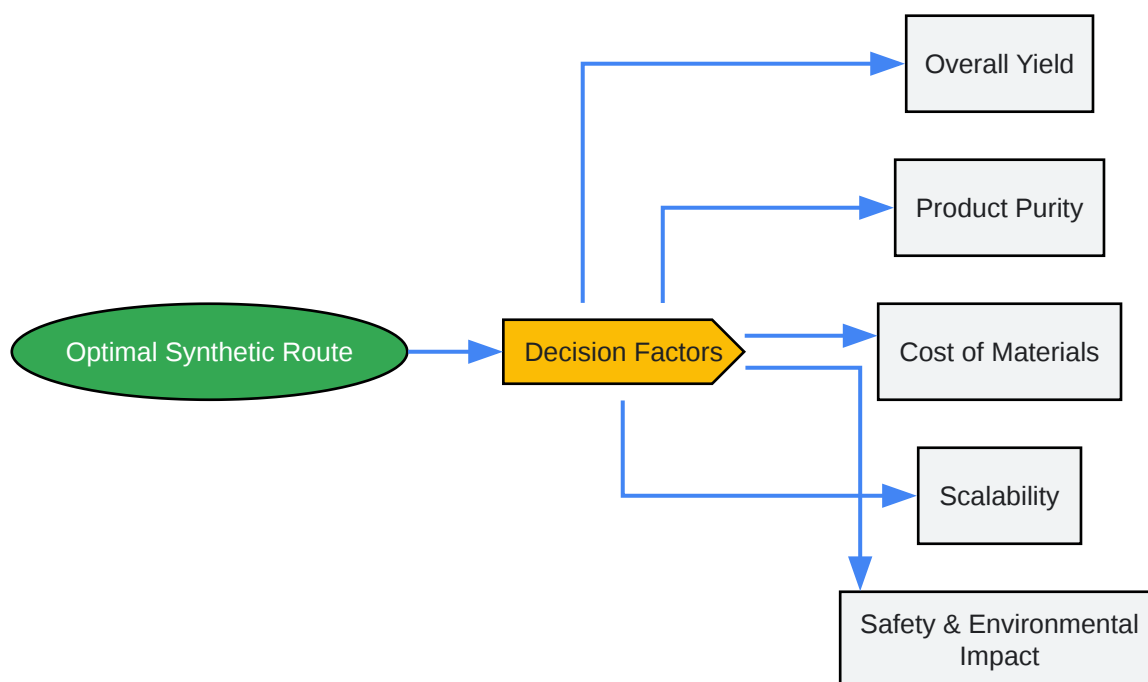 Overall Yield
Product Purity
Optimal Synthetic Route
Decision Factors
Cost of Materials
Scalability
Safety & Environmental
Impact